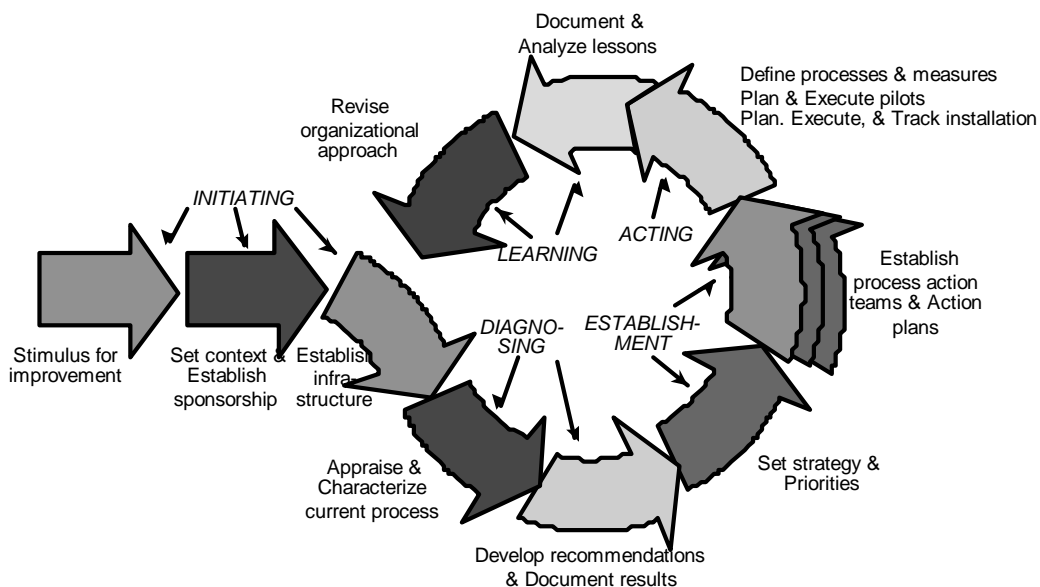 Document &
Analyze lessons
Define processes & measures
Plan & Execute pilots
Plan. Execute, & Track installation
Revise
organizational
approach
INITIATING
LEARNING
ACTING
Establish
process action
teams & Action
plans
DIAGNO-
SING
ESTABLISH-
MENT
Stimulus for
improvement
Set context &
Establish
sponsorship
Establish
infra-
structure
Appraise &
Characterize
current process
Set strategy &
Priorities
Develop recommendations
& Document results